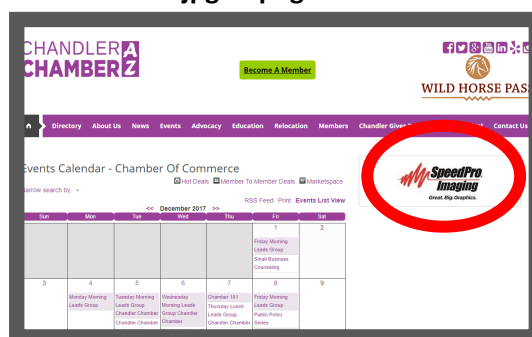 CHANDLER AZ
CHAMBER
Become A Member
WILD HORSE PAS
Directory About Us News Events Advocacy Education Relocation Members Chandler Gives Contact Us
Events Calendar - Chamber Of Commerce
Hot Deals Member To Member Deals Marketspace
Narrow search by:
RSS Feed Print Events List View
<< December 2017 >>
Sun Mon Tue Wed Thu Fri Sat
1 2
Friday Morning
Leads Group
Small Business
Counseling
3 4 5 6 7 8 9
Monday Morning Tuesday Morning Wednesday Chamber 101 Friday Morning
Leads Group Leads Group Morning Leads Thursday Lunch Leads Group
Chandler Chamber Group Chandler Leads Group Public Policy
Chandler Chamber Chamber Chandler Chamber Series
SpeedPro
Imaging
Great. Big. Graphics.